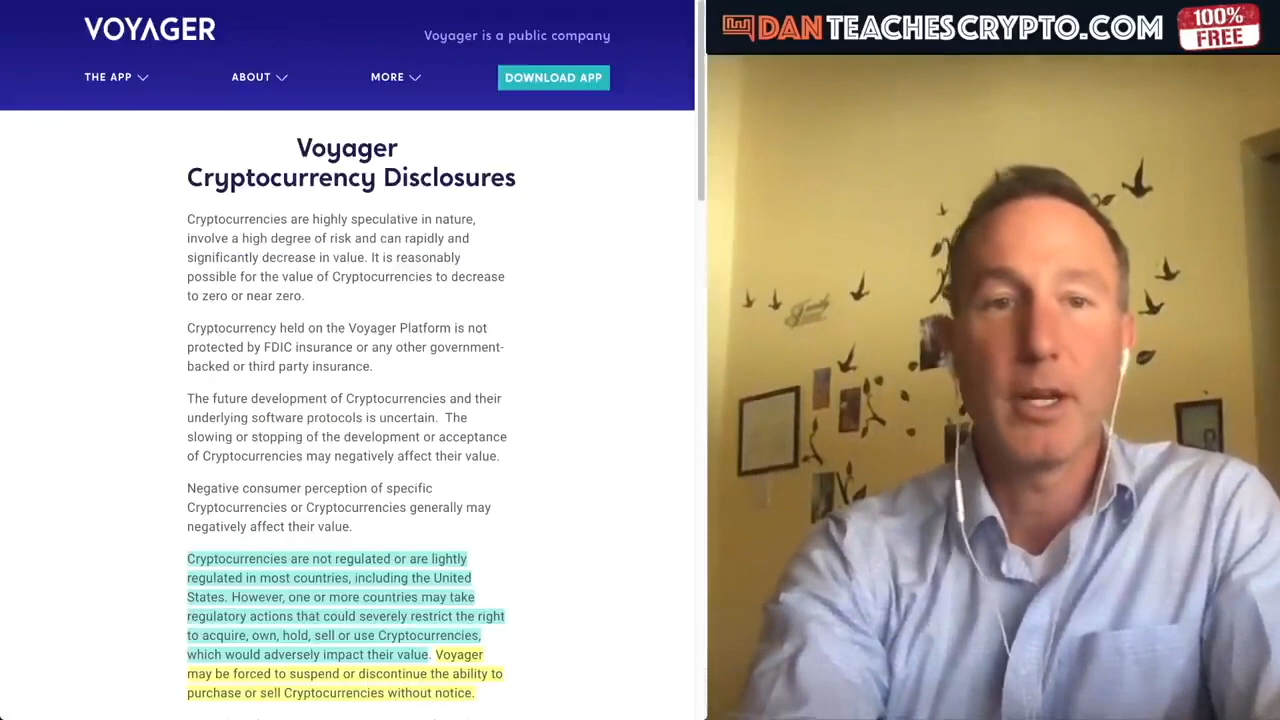 VOYAGER
Voyager is a public company
THE APP
ABOUT
MORE
DOWNLOAD APP
Voyager
Cryptocurrency Disclosures
Cryptocurrencies are highly speculative in nature,
involve a high degree of risk and can rapidly and
significantly decrease in value. It is reasonably
possible for the value of Cryptocurrencies to decrease
to zero or near zero.
Cryptocurrency held on the Voyager Platform is not
protected by FDIC insurance or any other government-
backed or third party insurance.
The future development of Cryptocurrencies and their
underlying software protocols is uncertain.  The
slowing or stopping of the development or acceptance
of Cryptocurrencies may negatively affect their value.
Negative consumer perception of specific
Cryptocurrencies or Cryptocurrencies generally may
negatively affect their value.
Cryptocurrencies are not regulated or are lightly
regulated in most countries, including the United
States. However, one or more countries may take
regulatory actions that could severely restrict the right
to acquire, own, hold, sell or use Cryptocurrencies,
which would adversely impact their value. Voyager
may be forced to suspend or discontinue the ability to
purchase or sell Cryptocurrencies without notice.
DANTEACHESCRYPTO.COM
100%
FREE